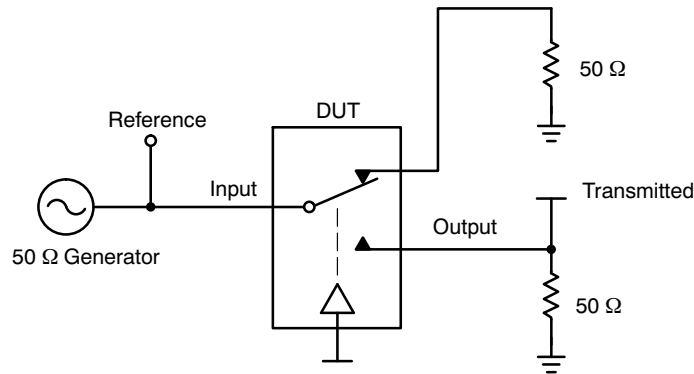 50 Ω
DUT
Reference
Input
Transmitted
Output
50 Ω Generator
50 Ω